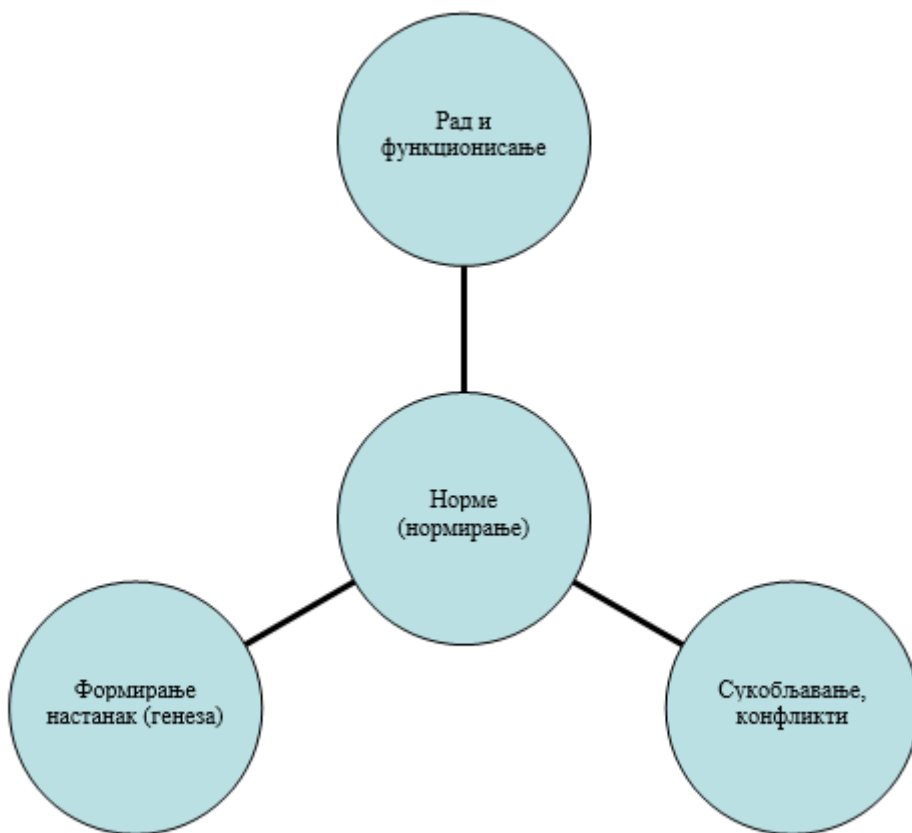 Рад и
функционисање
Норме
(нормирање)
Формирање
настанак (генеза)
Сукобљавање,
конфликти